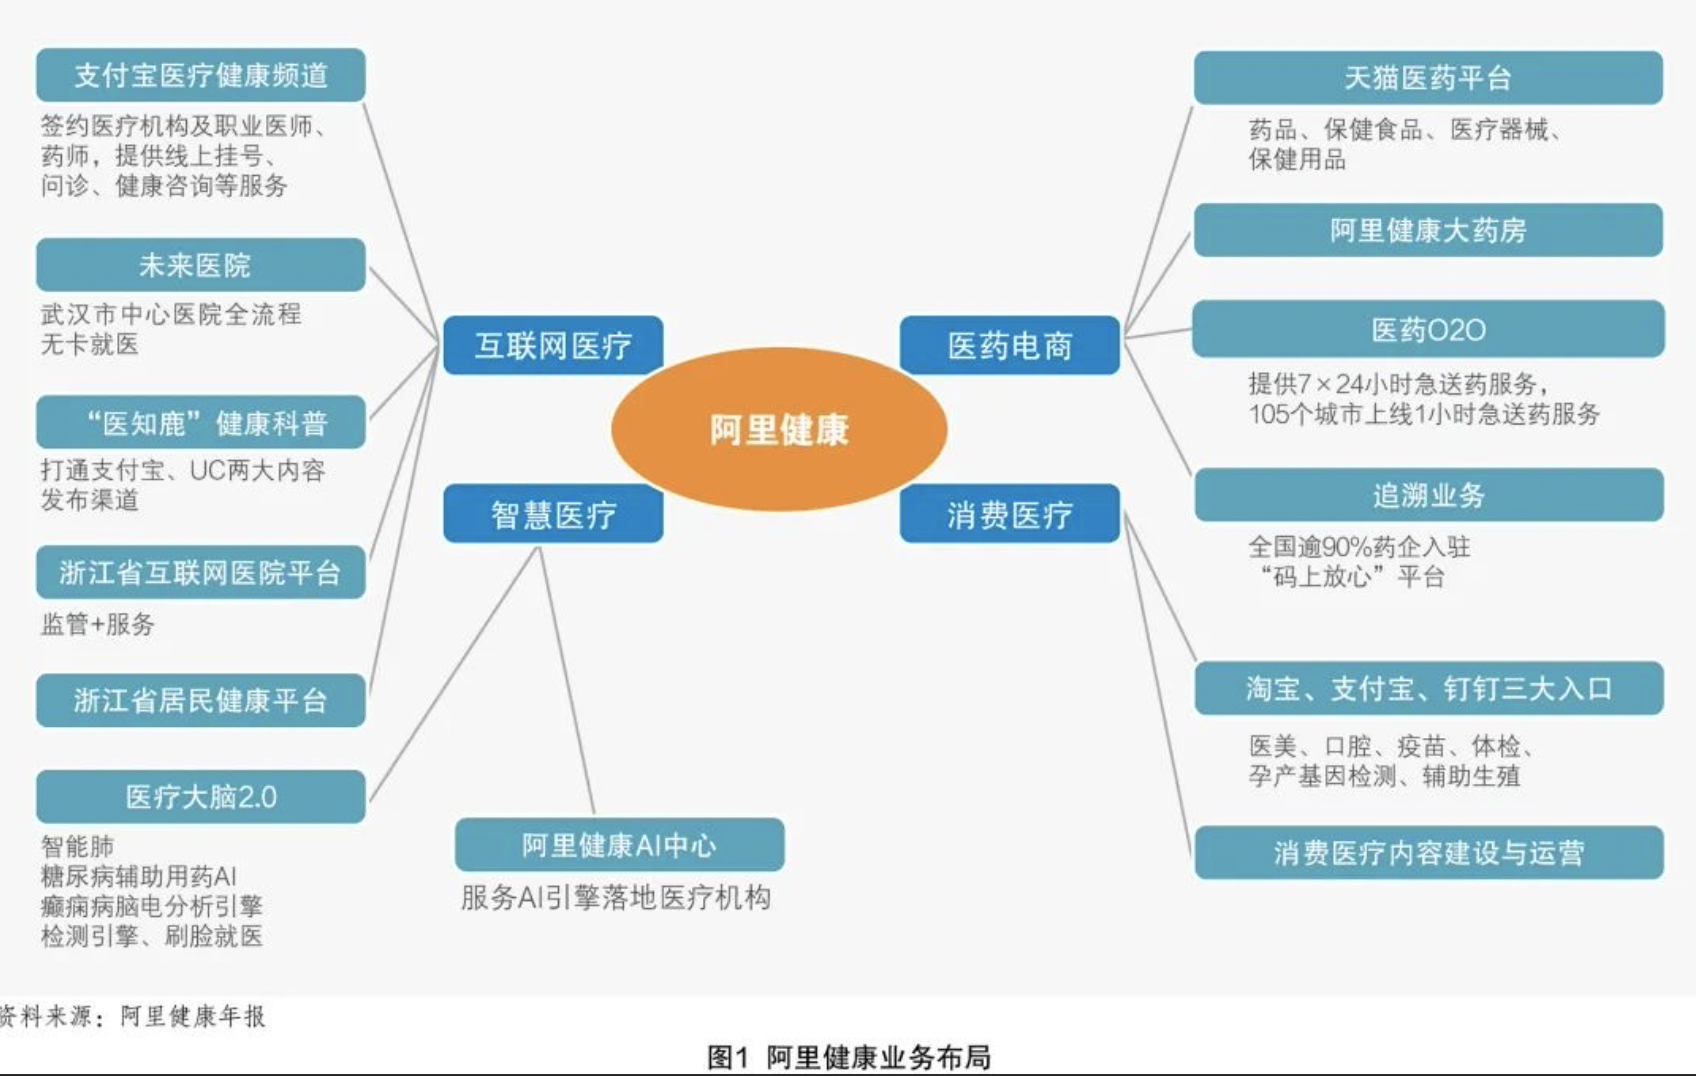 支付宝医疗健康频道
签约医疗机构及职业医师、
药师，提供线上挂号、
问诊、健康咨询等服务
未来医院
武汉市中心医院全流程
无卡就医
“医知鹿”健康科普
打通支付宝、UC两大内容
发布渠道
浙江省互联网医院平台
监管+服务
浙江省居民健康平台
医疗大脑2.0
智能肺
糖尿病辅助用药AI
癫痫病脑电分析引擎
检测引擎、刷脸就医
互联网医疗
智慧医疗
阿里健康AI中心
服务AI引擎落地医疗机构
阿里健康
医药电商
消费医疗
天猫医药平台
药品、保健食品、医疗器械、
保健用品
阿里健康大药房
医药O2O
提供7×24小时急送药服务，
105个城市上线1小时急送药服务
追溯业务
全国逾90%药企入驻
“码上放心”平台
淘宝、支付宝、钉钉三大入口
医美、口腔、疫苗、体检、
孕产基因检测、辅助生殖
消费医疗内容建设与运营
资料来源：阿里健康年报
图1 阿里健康业务布局